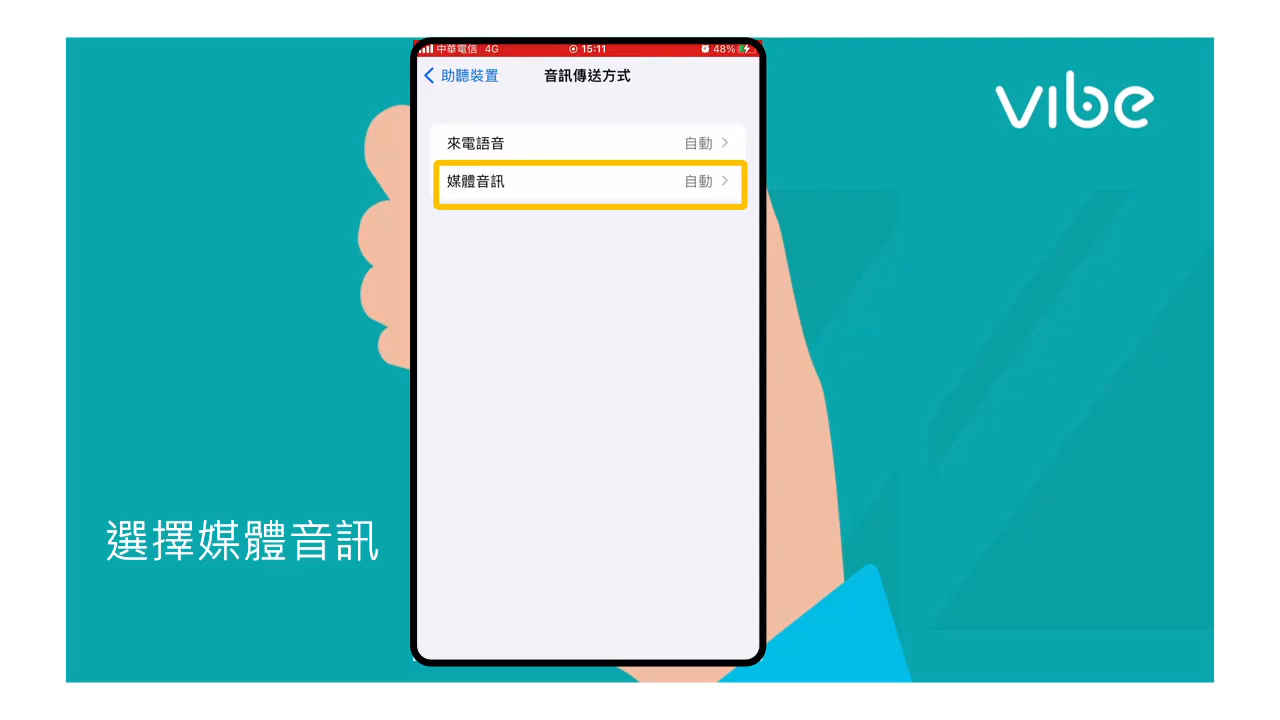 中華電信 4G 15:11 48%
助聽裝置 音訊傳送方式
vibe
來電語音 自動
媒體音訊 自動
選擇媒體音訊